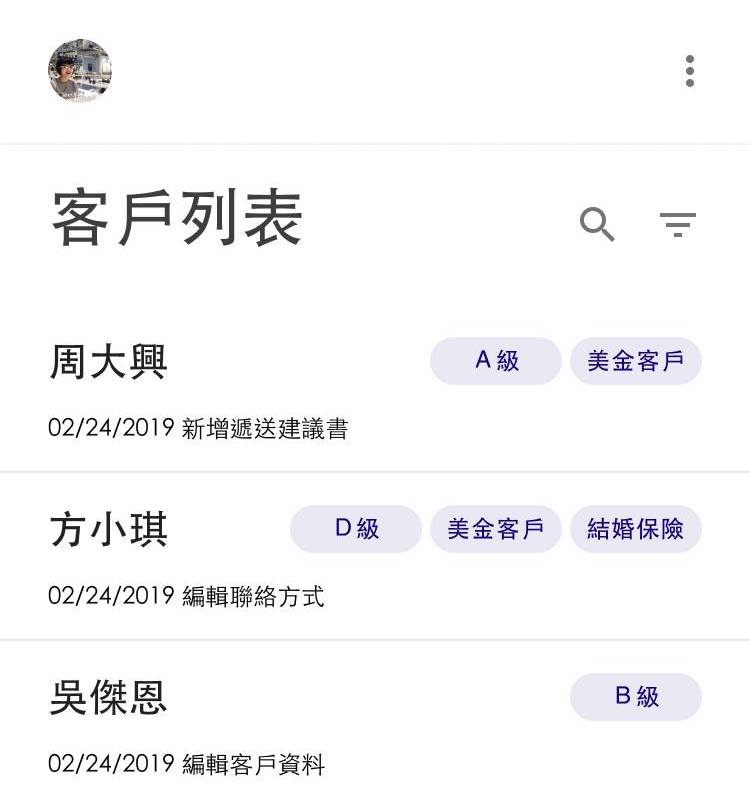 客戶列表
周大興 A級 美金客戶
02/24/2019 新增遞送建議書
方小琪 D級 美金客戶 結婚保險
02/24/2019 編輯聯絡方式
吳傑恩 B級
02/24/2019 編輯客戶資料